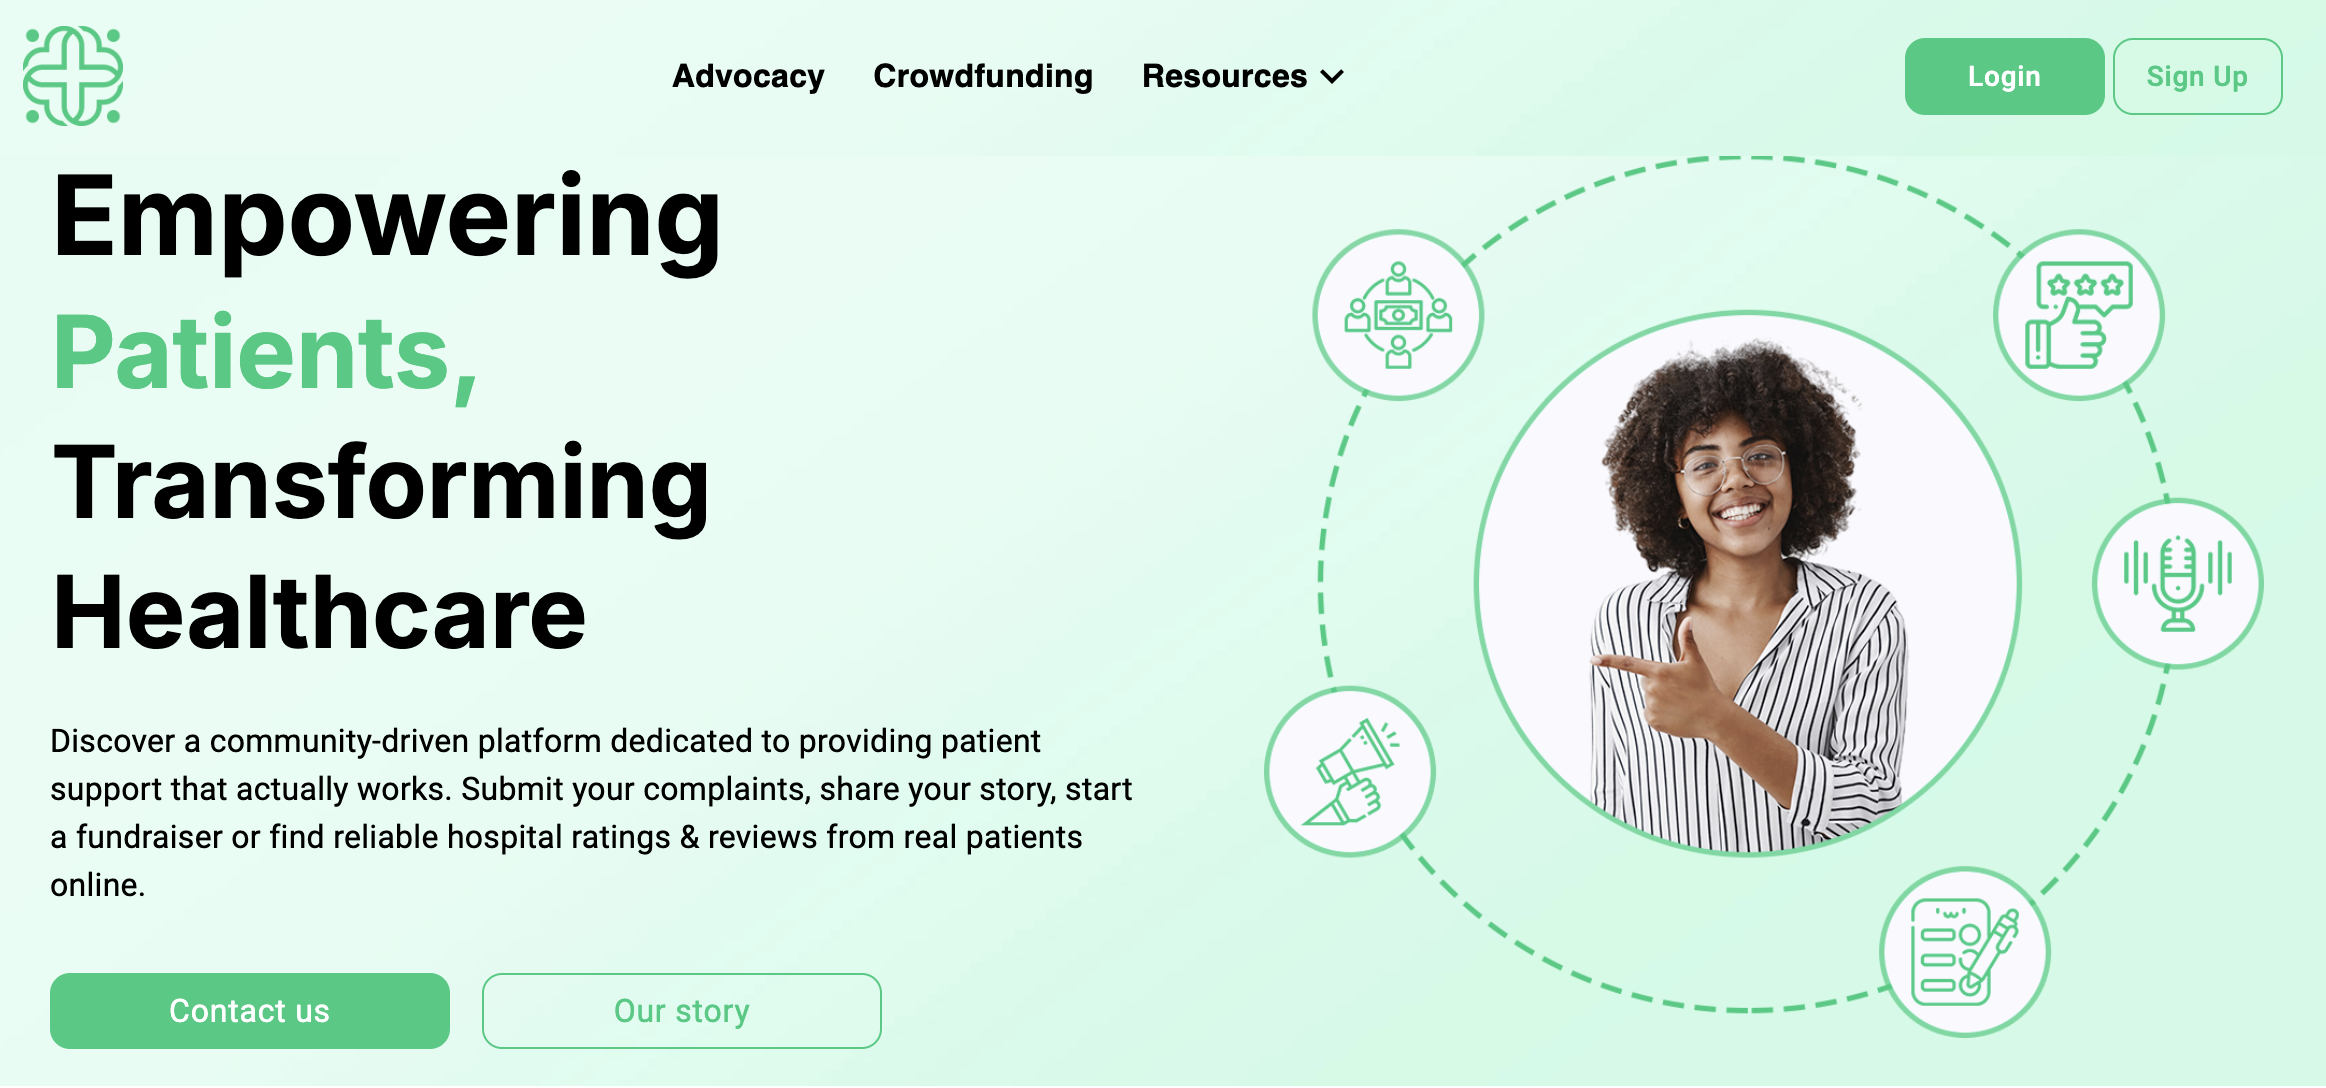 Advocacy
Crowdfunding
Resources
Login
Sign Up
Empowering
Patients,
Transforming
Healthcare
Discover a community-driven platform dedicated to providing patient
support that actually works. Submit your complaints, share your story, start
a fundraiser or find reliable hospital ratings & reviews from real patients
online.
Contact us
Our story